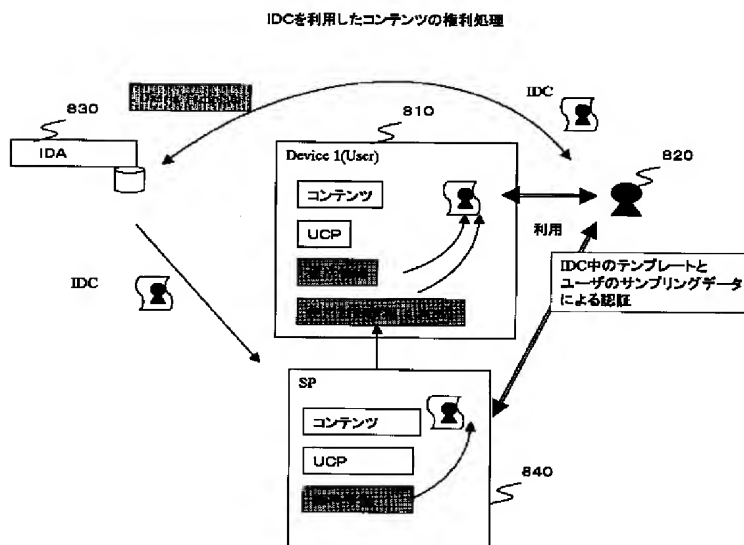 IDCを利用したコンテンツの権利処理
830
IDA
IDC
810
Device 1(User)
コンテンツ
UCP
820
利用
IDC中のテンプレートと
ユーザのサンプリングデータ
による認証
IDC
SP
コンテンツ
UCP
840